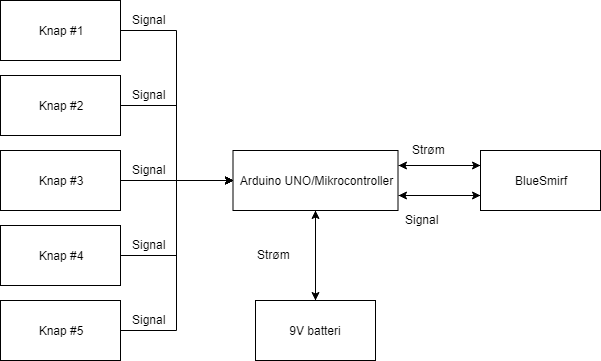 Knap #1
Signal
Knap #2
Signal
Knap #3
Signal
Knap #4
Signal
Knap #5
Signal
Arduino UNO/Mikrocontroller
Strøm
Signal
BlueSmirf
Strøm
9V batteri